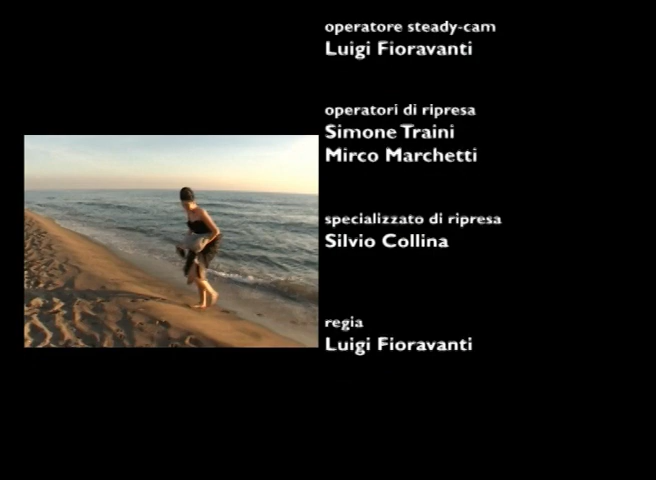 operatore steady-cam
Luigi Fioravanti
operatori di ripresa
Simone Traini
Mirco Marchetti
specializzato di ripresa
Silvio Collina
regia
Luigi Fioravanti